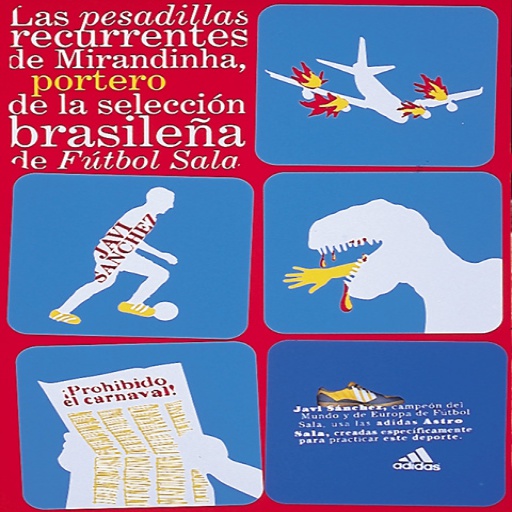 Las pesadillas
recurrentes
de Mirandinha,
portero
de la selección
brasileña
de Fútbol Sala
JAVI
SANCHEZ
¡Prohibido
el carnaval!
Javi Sánchez, campeón del
Mundo y de Europa de Fútbol
Sala, usa las adidas Astro
Sala, creadas específicamente
para practicar este deporte.
adidas